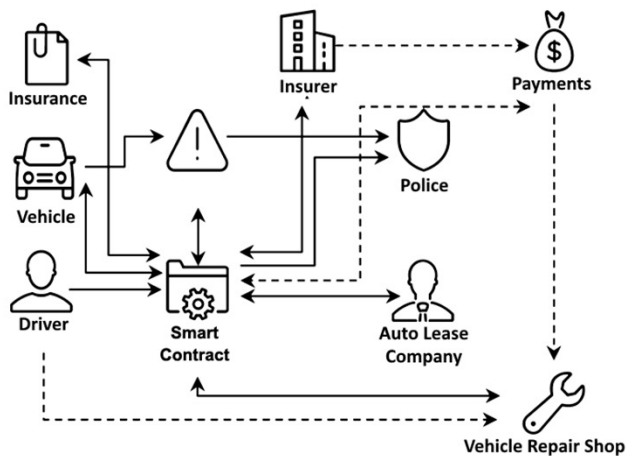 Insurance
Insurer
Payments
Vehicle
Police
Driver
Smart
Contract
Auto Lease
Company
Vehicle Repair Shop